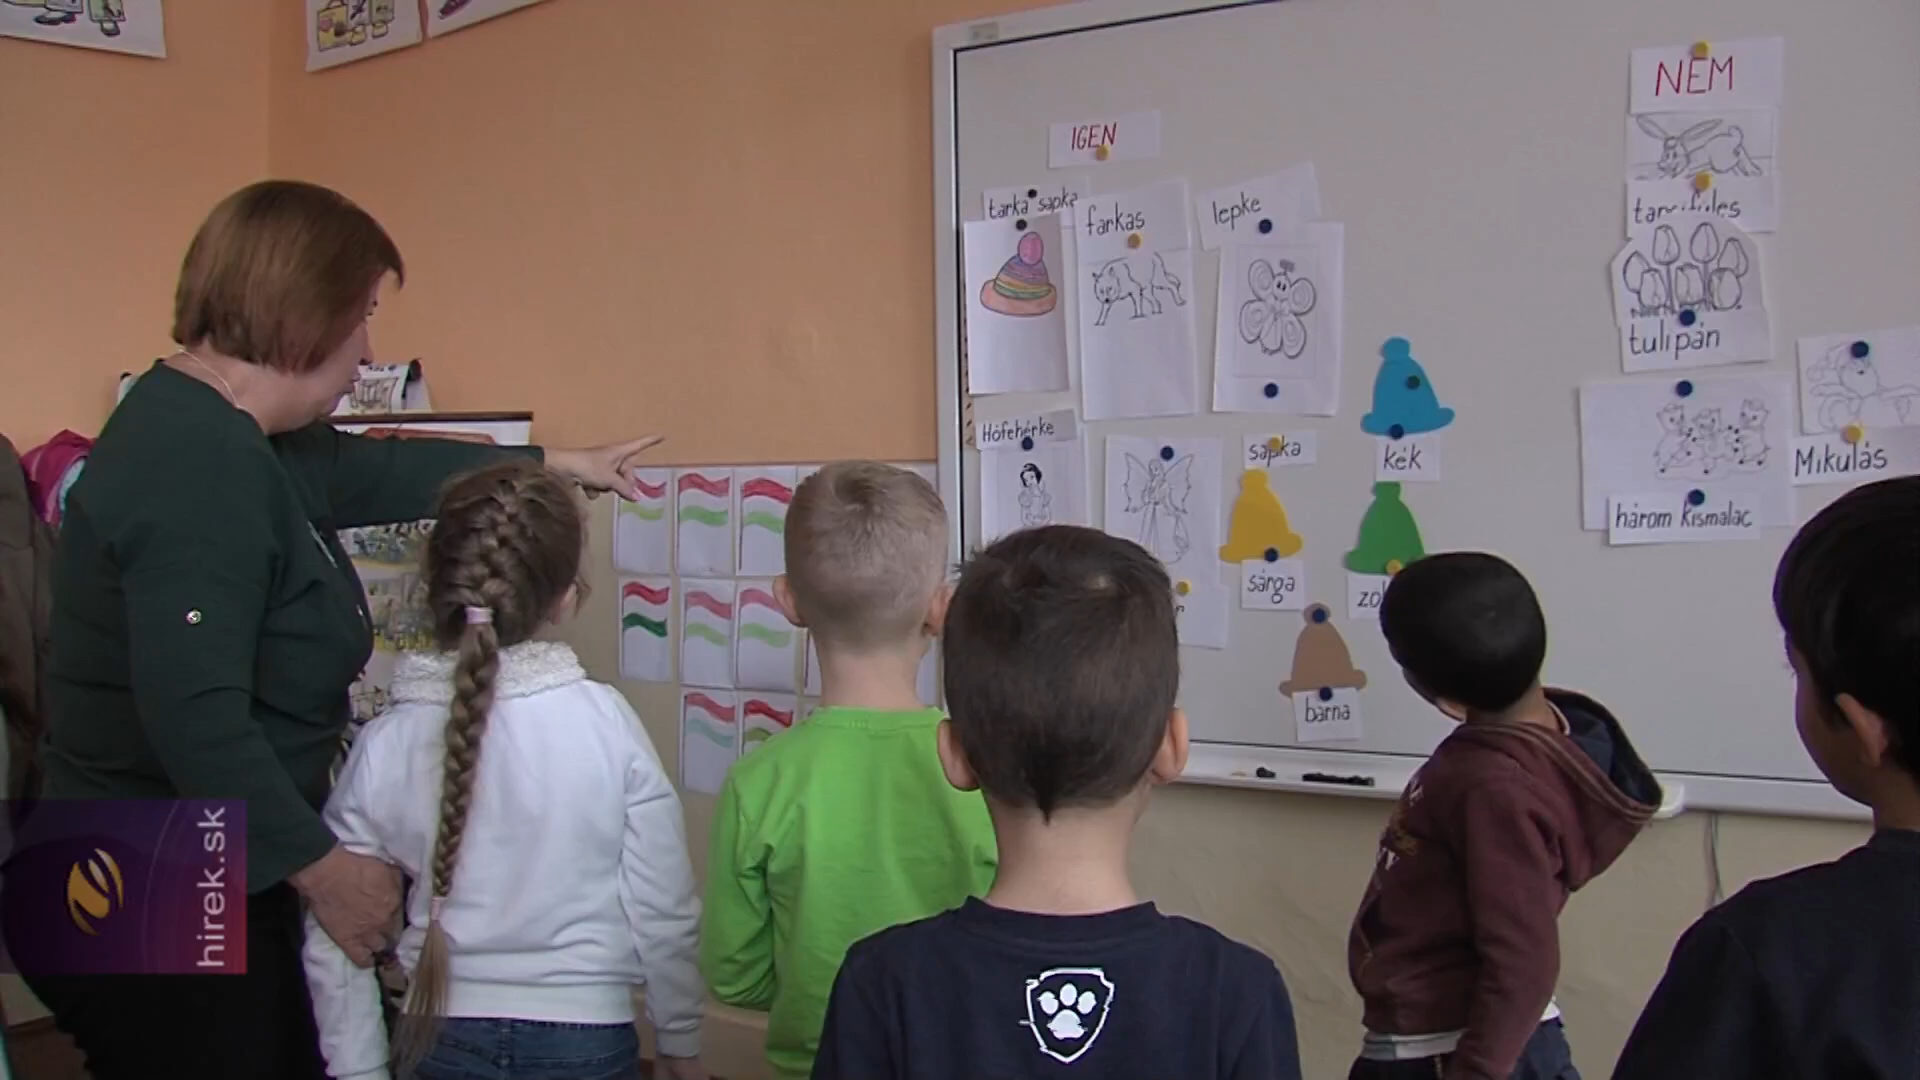 IGEN
NEM
tarka sapka
farkas
lepke
tulipán
Hófehérke
sapka
kék
Mikulás
három kismalac
sárga
barna
hirek.sk